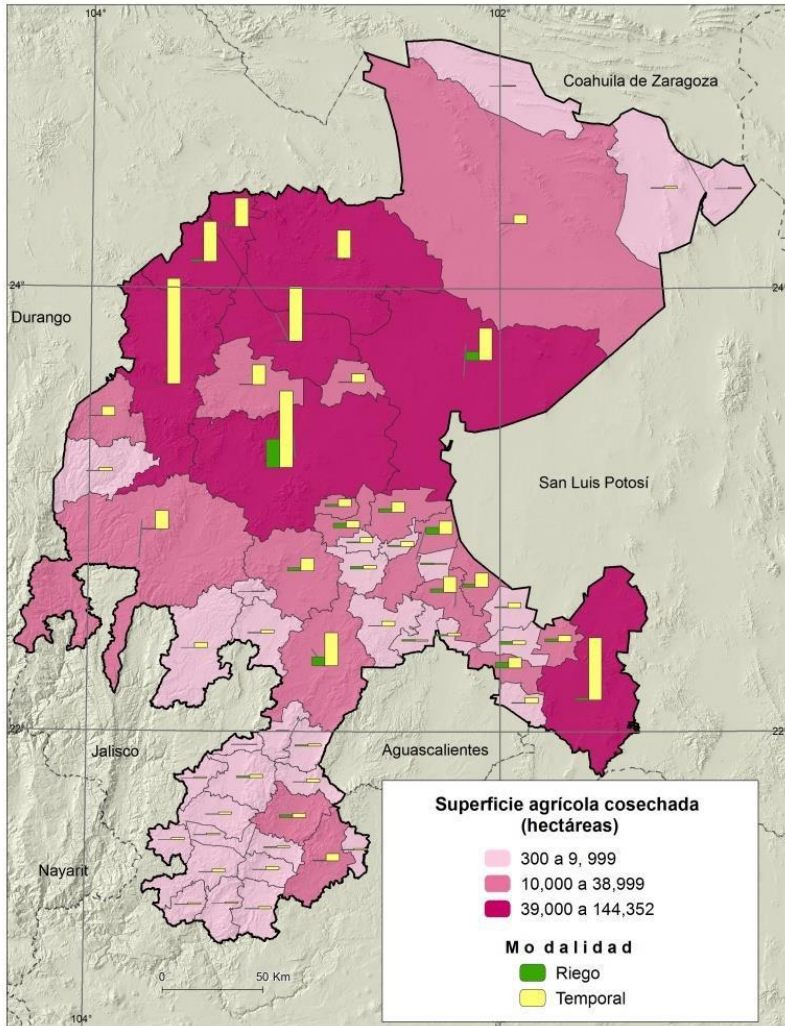 104°
102°
Coahuila de Zaragoza
24°
24°
Durango
San Luis Potosí
22°
22°
Jalisco
Aguascalientes
Nayarit
Superficie agrícola cosechada
(hectáreas)
300 a 9, 999
10,000 a 38,999
39,000 a 144,352
Mo dalidad
Riego
Temporal
0 50 Km
104°